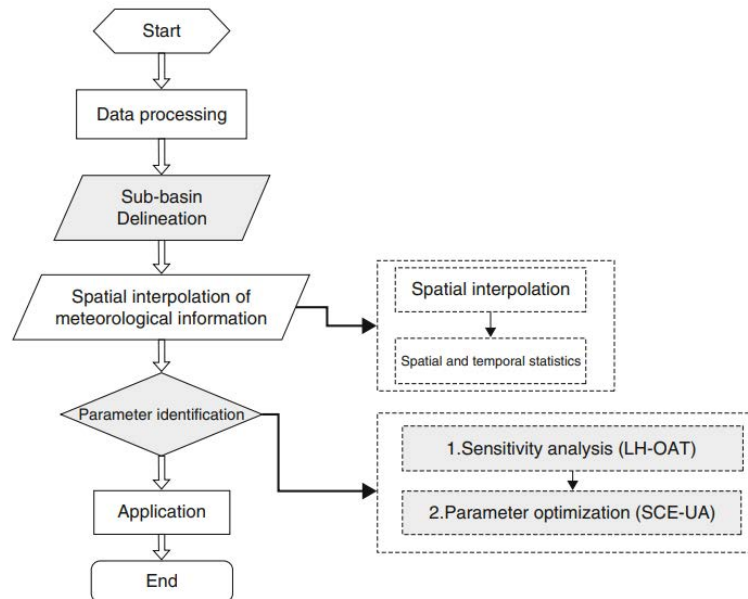 Start
Data processing
Sub-basin
Delineation
Spatial interpolation of
meteorological information
Spatial interpolation
Spatial and temporal statistics
Parameter identification
1.Sensitivity analysis (LH-OAT)
2.Parameter optimization (SCE-UA)
Application
End